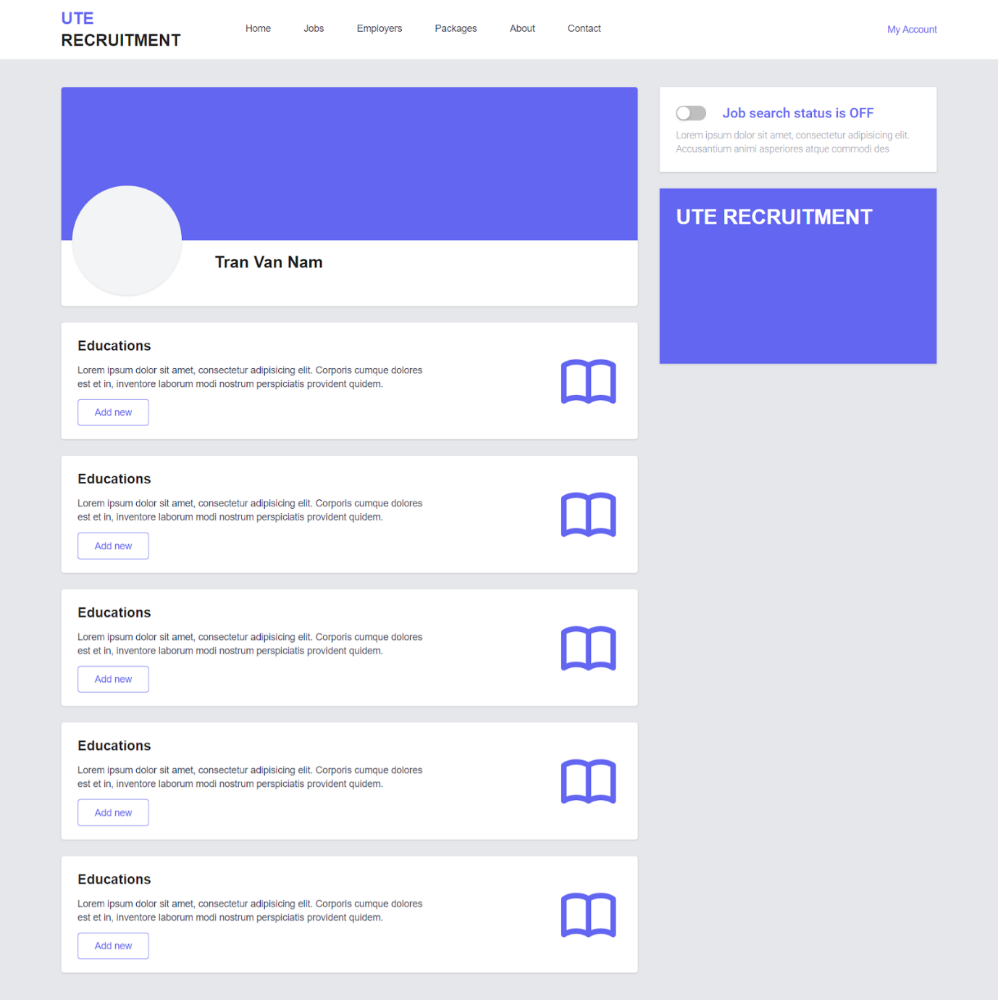 UTE
RECRUITMENT
Home
Jobs
Employers
Packages
About
Contact
My Account
Tran Van Nam
Educations
Lorem ipsum dolor sit amet, consectetur adipisicing elit. Corporis cumque dolores
est et in, inventore laborum modi nostrum perspiciatis provident quidem.
Add new
Educations
Lorem ipsum dolor sit amet, consectetur adipisicing elit. Corporis cumque dolores
est et in, inventore laborum modi nostrum perspiciatis provident quidem.
Add new
Educations
Lorem ipsum dolor sit amet, consectetur adipisicing elit. Corporis cumque dolores
est et in, inventore laborum modi nostrum perspiciatis provident quidem.
Add new
Educations
Lorem ipsum dolor sit amet, consectetur adipisicing elit. Corporis cumque dolores
est et in, inventore laborum modi nostrum perspiciatis provident quidem.
Add new
Educations
Lorem ipsum dolor sit amet, consectetur adipisicing elit. Corporis cumque dolores
est et in, inventore laborum modi nostrum perspiciatis provident quidem.
Add new
Job search status is OFF
Lorem ipsum dolor sit amet, consectetur adipisicing elit.
Accusantium animi asperiores atque commodi des
UTE RECRUITMENT